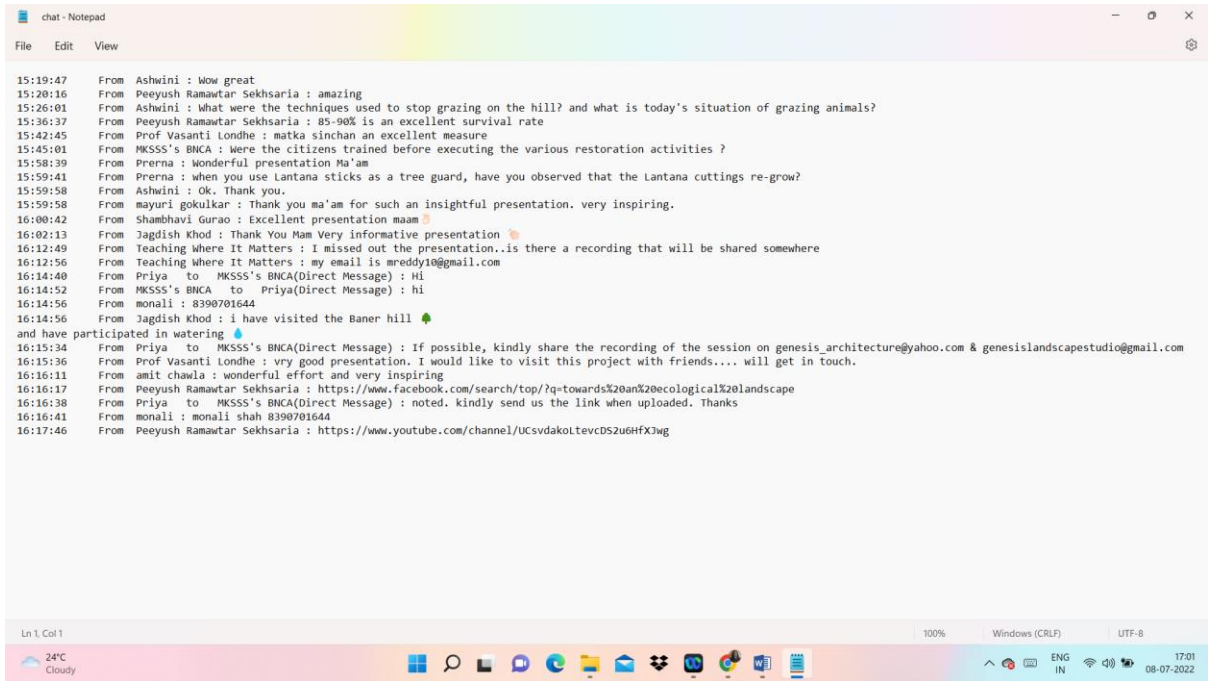 chat - Notepad
File Edit View
15:19:47 From Ashwini : Wow great
15:20:16 From Peeyush Ramawtar Sekhsaria : amazing
15:26:01 From Ashwini : What were the techniques used to stop grazing on the hill? and what is today's situation of grazing animals?
15:36:37 From Peeyush Ramawtar Sekhsaria : 85-90% is an excellent survival rate
15:42:45 From Prof Vasanti Londhe : matka sinchan an excellent measure
15:45:01 From MKSSS's BNCA : Were the citizens trained before executing the various restoration activities ?
15:58:39 From Prerna : Wonderful presentation Ma'am
15:59:41 From Prerna : when you use Lantana sticks as a tree guard, have you observed that the Lantana cuttings re-grow?
15:59:58 From Ashwini : Ok. Thank you.
15:59:58 From mayuri gokulkar : Thank you ma'am for such an insightful presentation. very inspiring.
16:00:42 From Shambhavi Gurao : Excellent presentation maam👌
16:02:13 From Jagdish Khod : Thank You Mam Very informative presentation 👏
16:12:49 From Teaching Where It Matters : I missed out the presentation..is there a recording that will be shared somewhere
16:12:56 From Teaching Where It Matters : my email is mreddy10@gmail.com
16:14:40 From Priya to MKSSS's BNCA(Direct Message) : Hi
16:14:52 From MKSSS's BNCA to Priya(Direct Message) : hi
16:14:56 From monali : 8390701644
16:14:56 From Jagdish Khod : i have visited the Baner hill 🌳
and have participated in watering 💧
16:15:34 From Priya to MKSSS's BNCA(Direct Message) : If possible, kindly share the recording of the session on genesis_architecture@yahoo.com & genesislandscapestudio@gmail.com
16:15:36 From Prof Vasanti Londhe : vry good presentation. I would like to visit this project with friends.... will get in touch.
16:16:11 From amit chawla : wonderful effort and very inspiring
16:16:17 From Peeyush Ramawtar Sekhsaria : https://www.facebook.com/search/top/?q=towards%20an%20ecological%20landscape
16:16:38 From Priya to MKSSS's BNCA(Direct Message) : noted. kindly send us the link when uploaded. Thanks
16:16:41 From monali : monali shah 8390701644
16:17:46 From Peeyush Ramawtar Sekhsaria : https://www.youtube.com/channel/UCsvdakoLtevcDS2u6HfXJwg
Ln 1, Col 1 100% Windows (CRLF) UTF-8
24°C
Cloudy
ENG
IN
17:01
08-07-2022